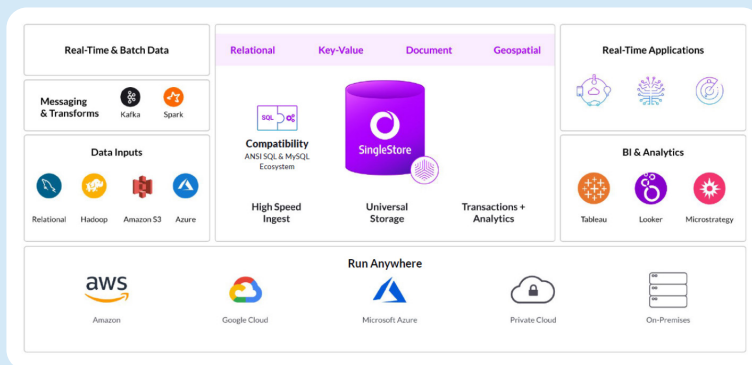 Real-Time & Batch Data
Messaging
& Transforms
Kafka
Spark
Data Inputs
Relational
Hadoop
Amazon S3
Azure
Relational
Key-Value
Document
Geospatial
SQL
Compatibility
ANSI SQL & MySQL
Ecosystem
SingleStore
High Speed
Ingest
Universal
Storage
Transactions +
Analytics
Real-Time Applications
BI & Analytics
Tableau
Looker
Microstrategy
Run Anywhere
aws
Amazon
Google Cloud
Microsoft Azure
Private Cloud
On-Premises